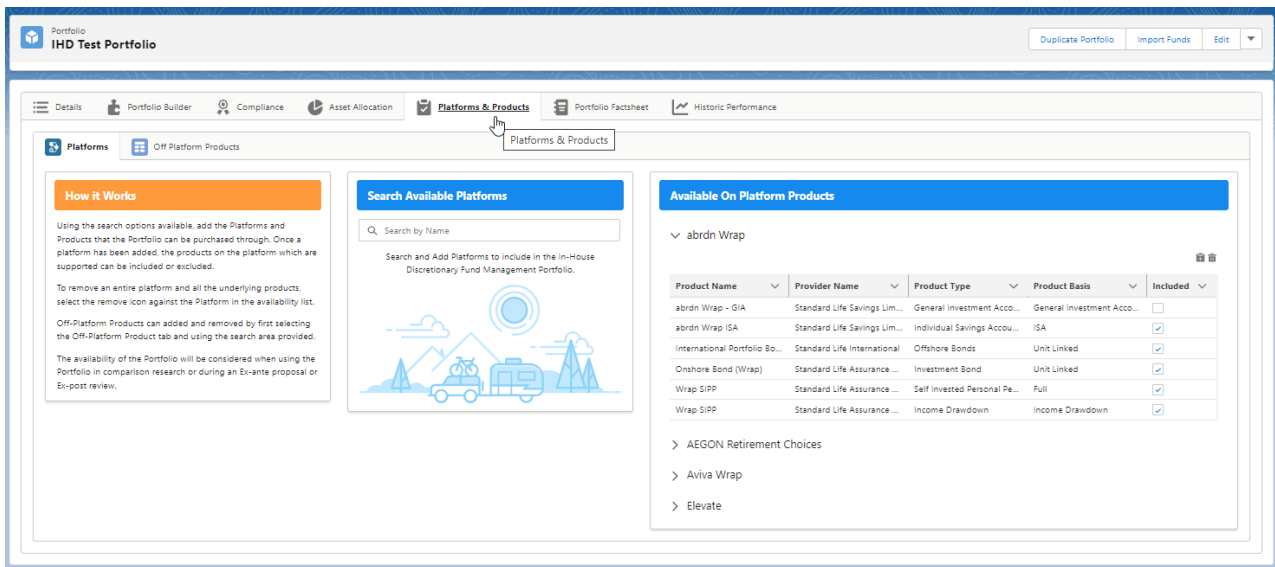 Portfolio
IHD Test Portfolio
Duplicate Portfolio
Import Funds
Edit
Details
Portfolio Builder
Compliance
Asset Allocation
Platforms & Products
Portfolio Factsheet
Historic Performance
Platforms & Products
Platforms
Off Platform Products
How it Works
Using the search options available, add the Platforms and
Products that the Portfolio can be purchased through. Once a
platform has been added, the products on the platform which are
supported can be included or excluded.
To remove an entire platform and all the underlying products,
select the remove icon against the Platform in the availability list.
Off-Platform Products can added and removed by first selecting
the Off-Platform Product tab and using the search area provided.
The availability of the Portfolio will be considered when using the
Portfolio in comparison research or during an Ex-ante proposal or
Ex-post review.
Search Available Platforms
Search by Name
Search and Add Platforms to include in the In-House
Discretionary Fund Management Portfolio.
Available On Platform Products
abrdn Wrap
Product Name Provider Name Product Type Product Basis Included
abrdn Wrap - GIA Standard Life Savings Lim... General Investment Acco... General Investment Acco...
abrdn Wrap ISA Standard Life Savings Lim... Individual Savings Accou... ISA
International Portfolio Bo... Standard Life International Offshore Bonds Unit Linked
Onshore Bond (Wrap) Standard Life Assurance ... Investment Bond Unit Linked
Wrap SIPP Standard Life Assurance ... Self Invested Personal Pe... Full
Wrap SIPP Standard Life Assurance ... Income Drawdown Income Drawdown
AEGON Retirement Choices
Aviva Wrap
Elevate